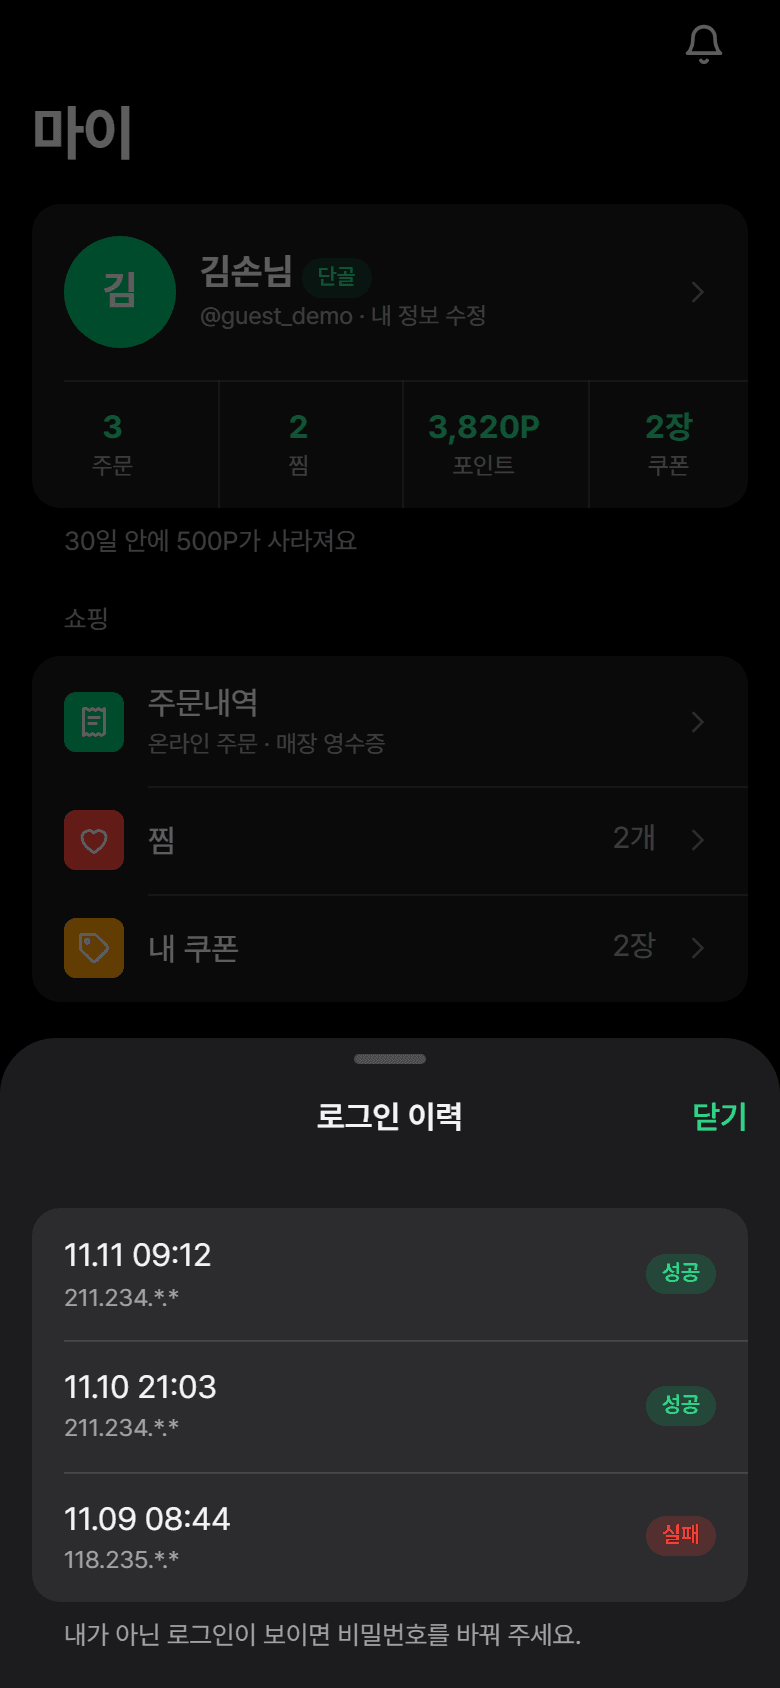 마이
김
김손님 단골
@guest_demo · 내 정보 수정
3 2 3,820P 2장
주문 찜 포인트 쿠폰
30일 안에 500P가 사라져요
쇼핑
주문내역
온라인 주문 · 매장 영수증
찜 2개
내 쿠폰 2장
로그인 이력 닫기
11.11 09:12
211.234.*.* 성공
11.10 21:03
211.234.*.* 성공
11.09 08:44
118.235.*.* 실패
내가 아닌 로그인이 보이면 비밀번호를 바꿔 주세요.